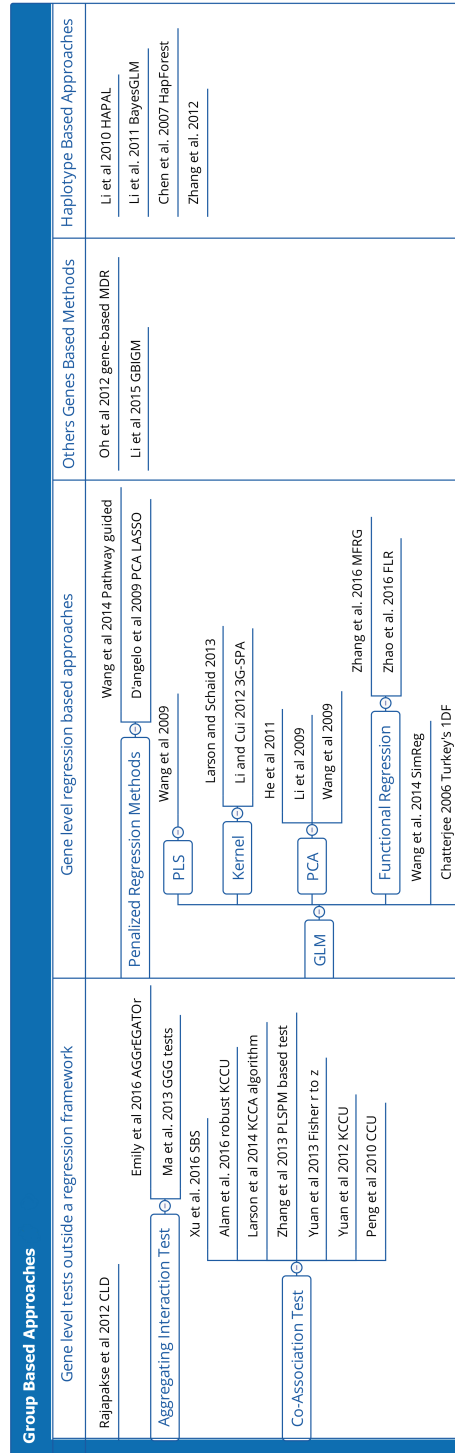 Group Based Approaches
Gene level tests outside a regression framework
Rajapakse et al 2012 CLD
Aggregating Interaction Test
Emily et al 2016 AGGrEGATOr
Ma et al. 2013 GGG tests
Co-Association Test
Xu et al. 2016 SBS
Alam et al. 2016 robust KCCU
Larson et al 2014 KCCA algorithm
Zhang et al 2013 PLSPM based test
Yuan et al 2013 Fisher r to z
Yuan et al 2012 KCCU
Peng et al 2010 CCU
Gene level regression based approaches
Penalized Regression Methods
Wang et al 2014 Pathway guided
D'angelo et al 2009 PCA LASSO
GLM
PLS
Wang et al 2009
Kernel
Larson and Schaid 2013
Li and Cui 2012 3G-SPA
PCA
He et al 2011
Li et al 2009
Wang et al 2009
Functional Regression
Zhang et al. 2016 MFRG
Zhao et al. 2016 FLR
Wang et al. 2014 SimReg
Chatterjee 2006 Turkey's 1DF
Others Genes Based Methods
Oh et al 2012 gene-based MDR
Li et al 2015 GBIGM
Haplotype Based Approaches
Li et al 2010 HAPAL
Li et al. 2011 BayesGLM
Chen et al. 2007 HapForest
Zhang et al. 2012